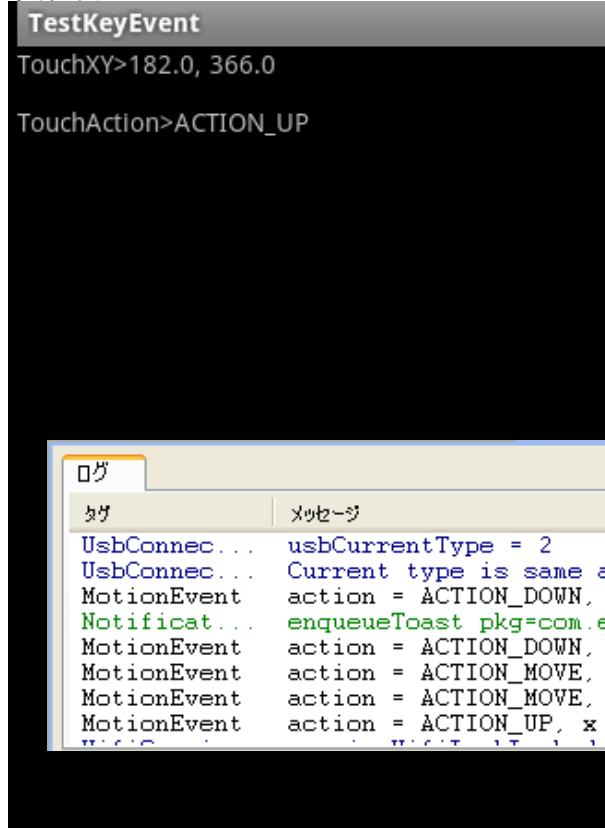 TestKeyEvent
TouchXY>182.0, 366.0
TouchAction>ACTION_UP
ログ
タグ メッセージ
UsbConnec... usbCurrentType = 2
UsbConnec... Current type is same a
MotionEvent action = ACTION_DOWN,
Notificat... enqueueToast pkg=com.e
MotionEvent action = ACTION_DOWN,
MotionEvent action = ACTION_MOVE,
MotionEvent action = ACTION_MOVE,
MotionEvent action = ACTION_UP, x